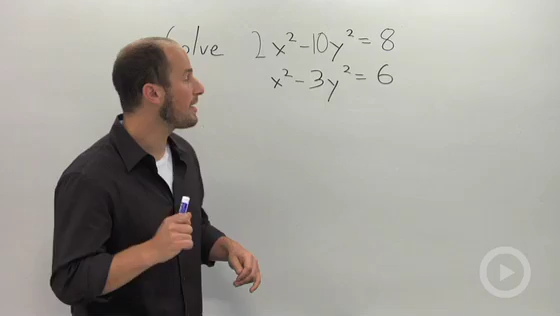 Solve 2x² - 10y² = 8
x² - 3y² = 6